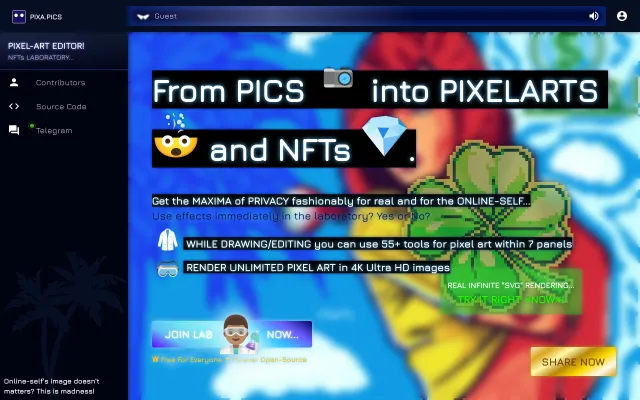 PIXA.PICS
Guest
PIXEL-ART EDITOR!
NFTs LABORATORY...
Contributors
Source Code
Telegram
From PICS into PIXELARTS
and NFTs .
Get the MAXIMA of PRIVACY fashionably for real and for the ONLINE-SELF...
Use effects immediately in the laboratory? Yes or No?
WHILE DRAWING/EDITING you can use 55+ tools for pixel art within 7 panels
RENDER UNLIMITED PIXEL ART in 4K Ultra HD images
REAL INFINITE "SVG" RENDERING...
TRY IT RIGHT NOW
JOIN LAB NOW...
Free For Everyone Forever Open-Source
SHARE NOW
Online-self's image doesn't
matters? This is madness!